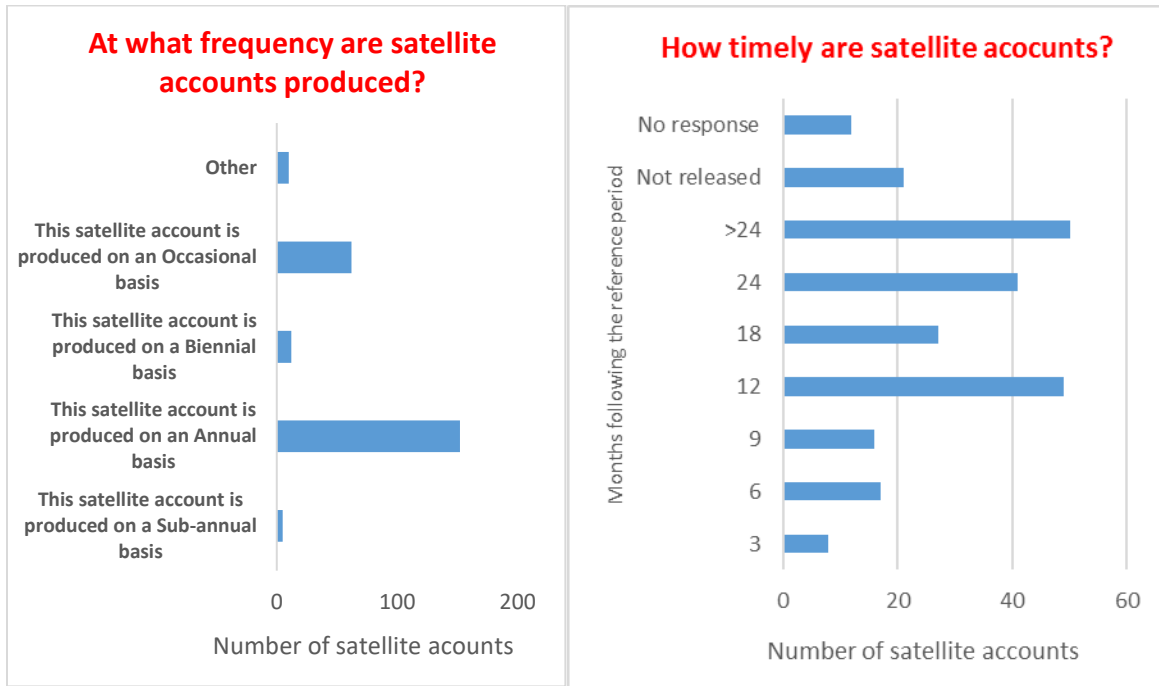 At what frequency are satellite
accounts produced?
Other
This satellite account is
produced on an Occasional
basis
This satellite account is
produced on a Biennial
basis
This satellite account is
produced on an Annual
basis
This satellite account is
produced on a Sub-annual
basis
0 100 200
Number of satellite acounts
How timely are satellite acocunts?
Months following the reference period
No response
Not released
>24
24
18
12
9
6
3
0 20 40 60
Number of satellite accounts